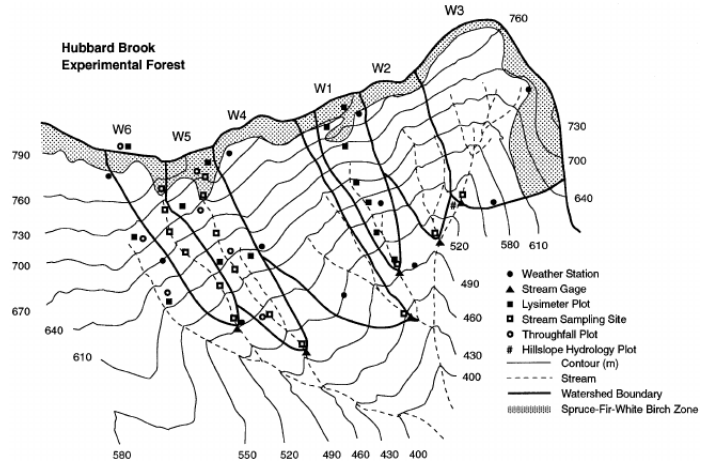 W3
760
Hubbard Brook
Experimental Forest
W2
W1
W4
W6
W5
730
790
700
640
760
730
520
580
610
700
490
Weather Station
Stream Gage
670
Lysimeter Plot
460
Stream Sampling Site
640
Throughfall Plot
430
# Hillslope Hydrology Plot
610
Contour (m)
400
Stream
Watershed Boundary
Spruce-Fir-White Birch Zone
580
550
520
490
460
430
400